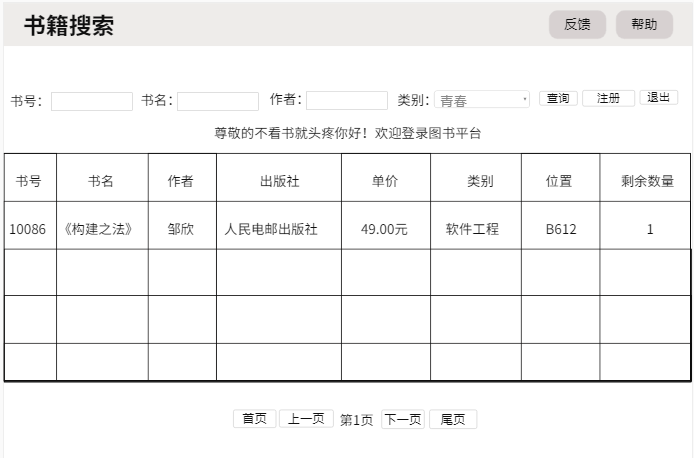 书籍搜索 反馈 帮助
书号: 书名: 作者: 类别: 青春 查询 注册 退出
尊敬的不看书就头疼你好！欢迎登录图书平台
书号 书名 作者 出版社 单价 类别 位置 剩余数量
10086 《构建之法》 邹欣 人民电邮出版社 49.00元 软件工程 B612 1
首页 上一页 第1页 下一页 尾页